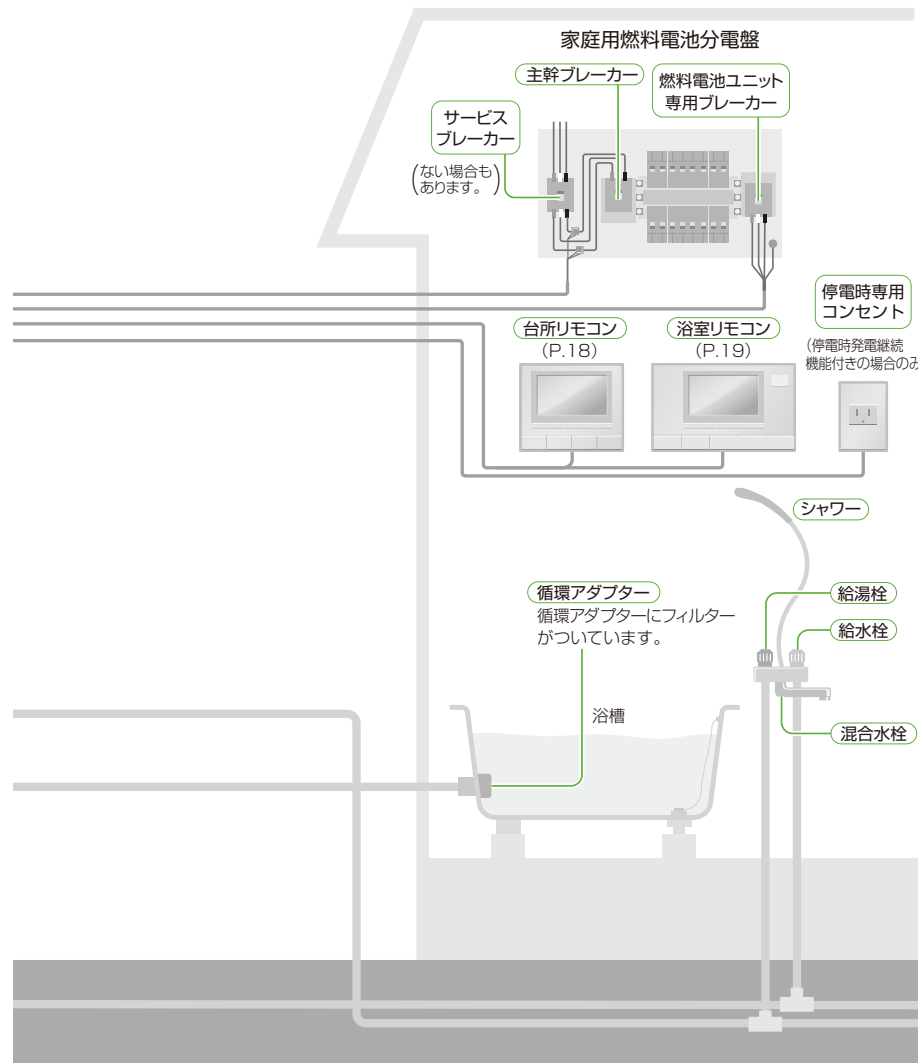 家庭用燃料電池分電盤
主幹ブレーカー
燃料電池ユニット
専用ブレーカー
サービス
ブレーカー
(ない場合も
あります。)
停電時専用
コンセント
(停電時発電継続
機能付きの場合のみ
台所リモコン
(P.18)
浴室リモコン
(P.19)
シャワー
循環アダプター
循環アダプターにフィルター
がついています。
給湯栓
給水栓
浴槽
混合水栓